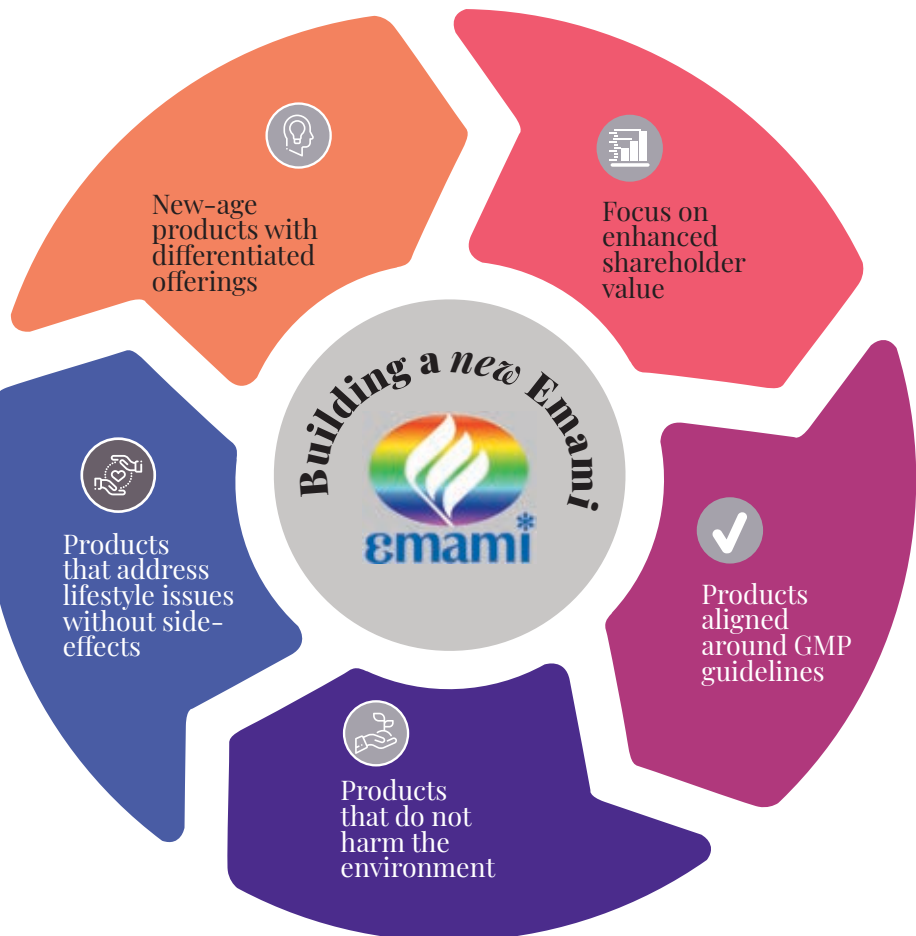 New-age
products with
differentiated
offerings
Focus on
enhanced
shareholder
value
Building a new Emami
emami*
Products
that address
lifestyle issues
without side-
effects
Products
aligned
around GMP
guidelines
Products
that do not
harm the
environment